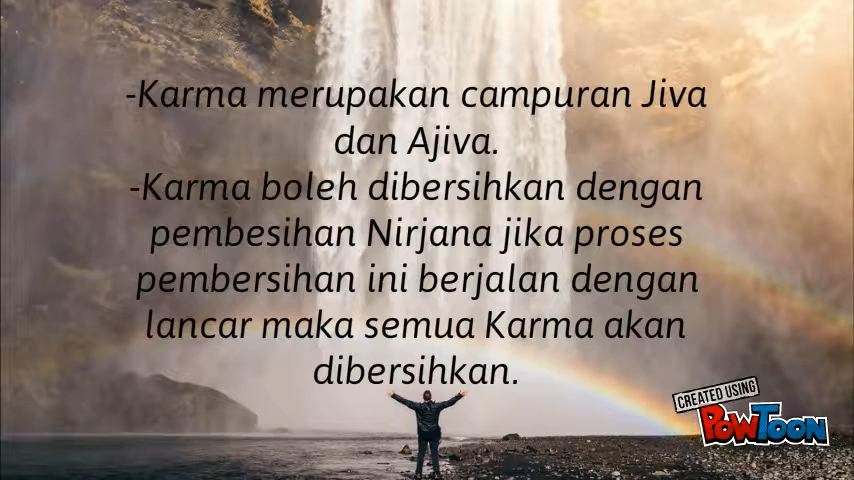 -Karma merupakan campuran Jiva
dan Ajiva.
-Karma boleh dibersihkan dengan
pembesihan Nirjana jika proses
pembersihan ini berjalan dengan
lancar maka semua Karma akan
dibersihkan.
CREATED USING
POWTOON